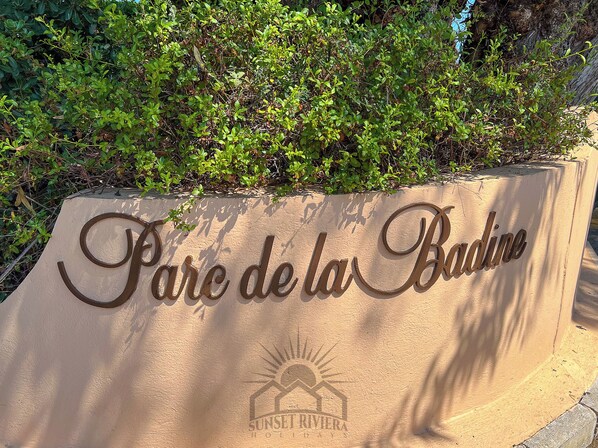 Parc de la Badine
SUNSET RIVIERA
HOLIDAYS